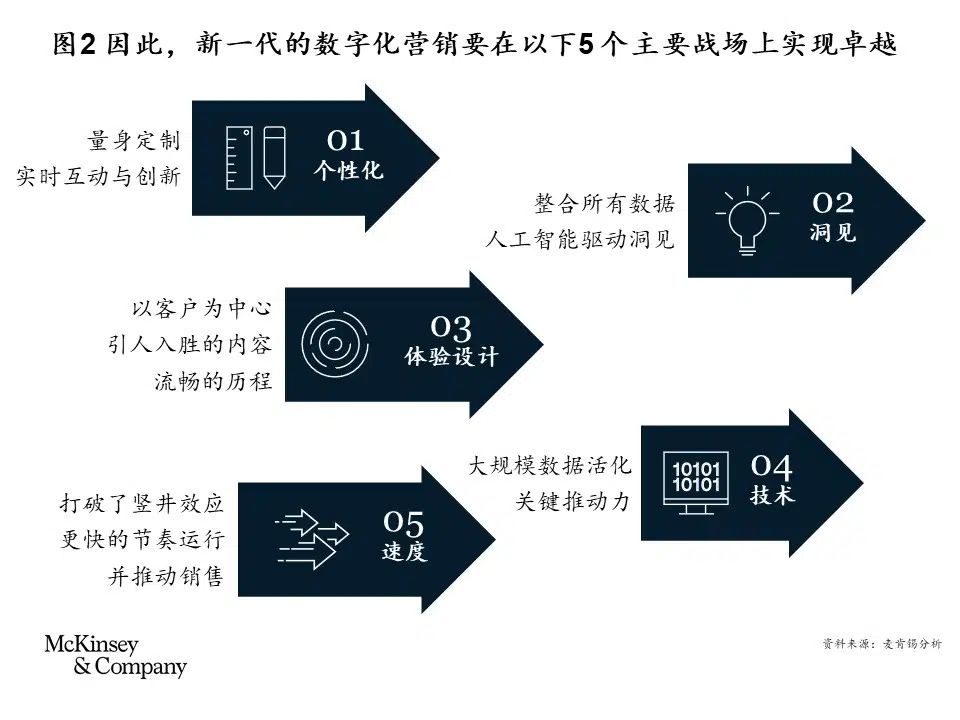 图2 因此，新一代的数字化营销要在以下5个主要战场上实现卓越
量身定制
实时互动与创新
01
个性化
整合所有数据
人工智能驱动洞见
02
洞见
以客户为中心
引人入胜的内容
流畅的历程
03
体验设计
大规模数据活化
关键推动力
10101
10101
04
技术
打破了竖井效应
更快的节奏运行
并推动销售
05
速度
McKinsey
& Company
资料来源：麦肯锡分析